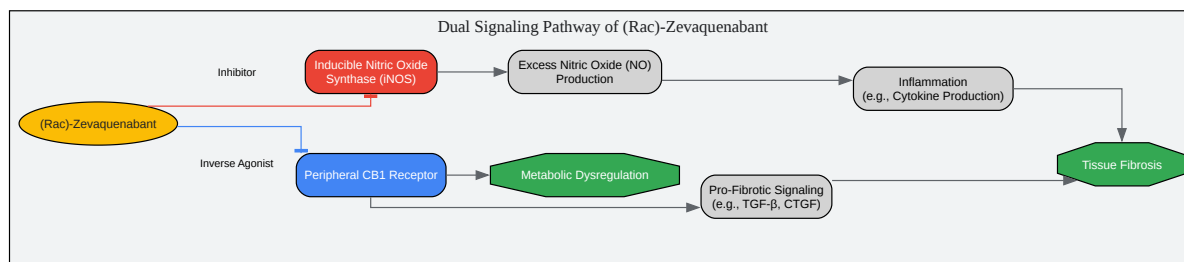 Dual Signaling Pathway of (Rac)-Zevaquenabant
Inhibitor
Inducible Nitric Oxide
Synthase (iNOS)
Excess Nitric Oxide (NO)
Production
Inflammation
(e.g., Cytokine Production)
(Rac)-Zevaquenabant
Inverse Agonist
Peripheral CB1 Receptor
Metabolic Dysregulation
Pro-Fibrotic Signaling
(e.g., TGF-β, CTGF)
Tissue Fibrosis